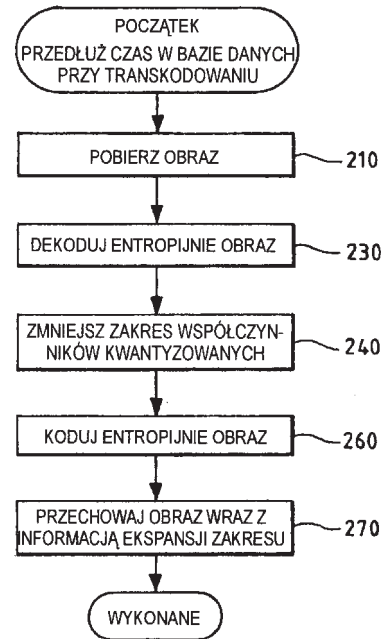 POCZĄTEK
PRZEDŁUŻ CZAS W BAZIE DANYCH
PRZY TRANSKODOWANIU
POBIERZ OBRAZ
210
DEKODUJ ENTROPIJNIE OBRAZ
230
ZMNIEJSZ ZAKRES WSPÓŁCZYN-
NIKÓW KWANTYZOWANYCH
240
KODUJ ENTROPIJNIE OBRAZ
260
PRZECHOWAJ OBRAZ WRAZ Z
INFORMACJĄ EKSPANSJI ZAKRESU
270
WYKONANE